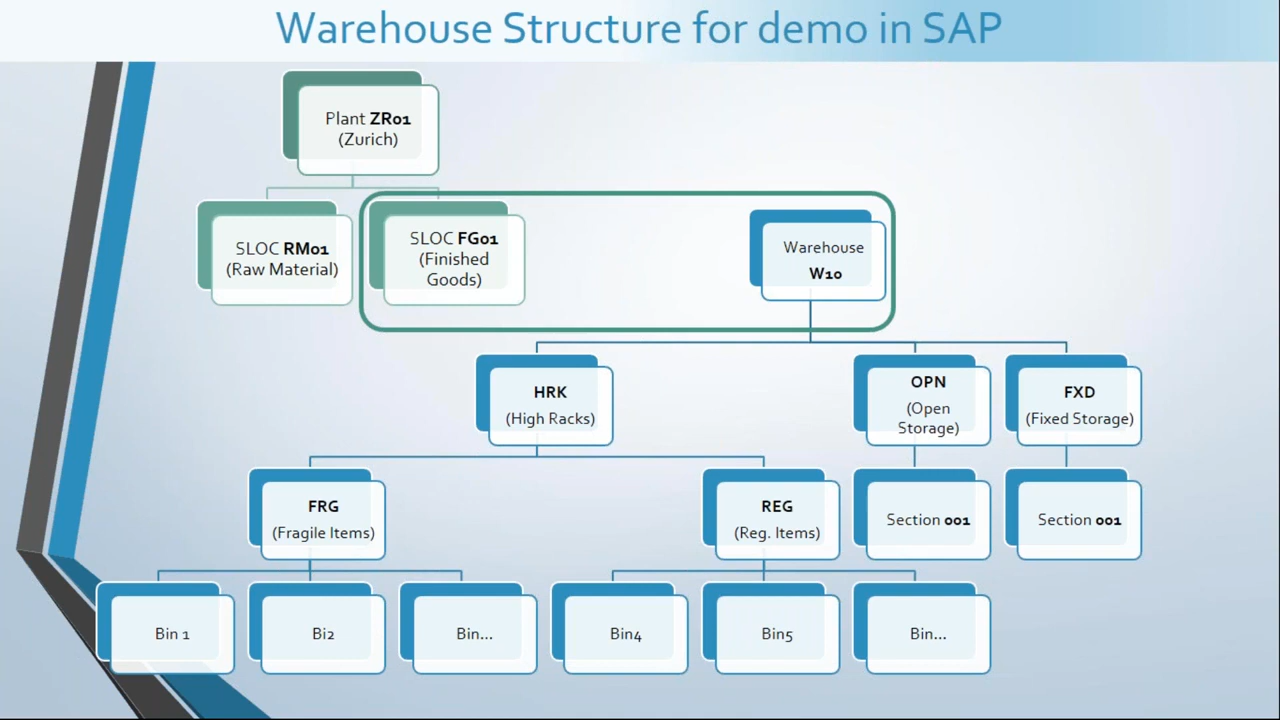 Warehouse Structure for demo in SAP
Plant ZR01
(Zurich)
SLOC RM01
(Raw Material)
SLOC FG01
(Finished
Goods)
Warehouse
W10
HRK
(High Racks)
OPN
(Open
Storage)
FXD
(Fixed Storage)
FRG
(Fragile Items)
REG
(Reg. Items)
Section 001
Section 001
Bin 1
Bi2
Bin...
Bin4
Bin5
Bin...